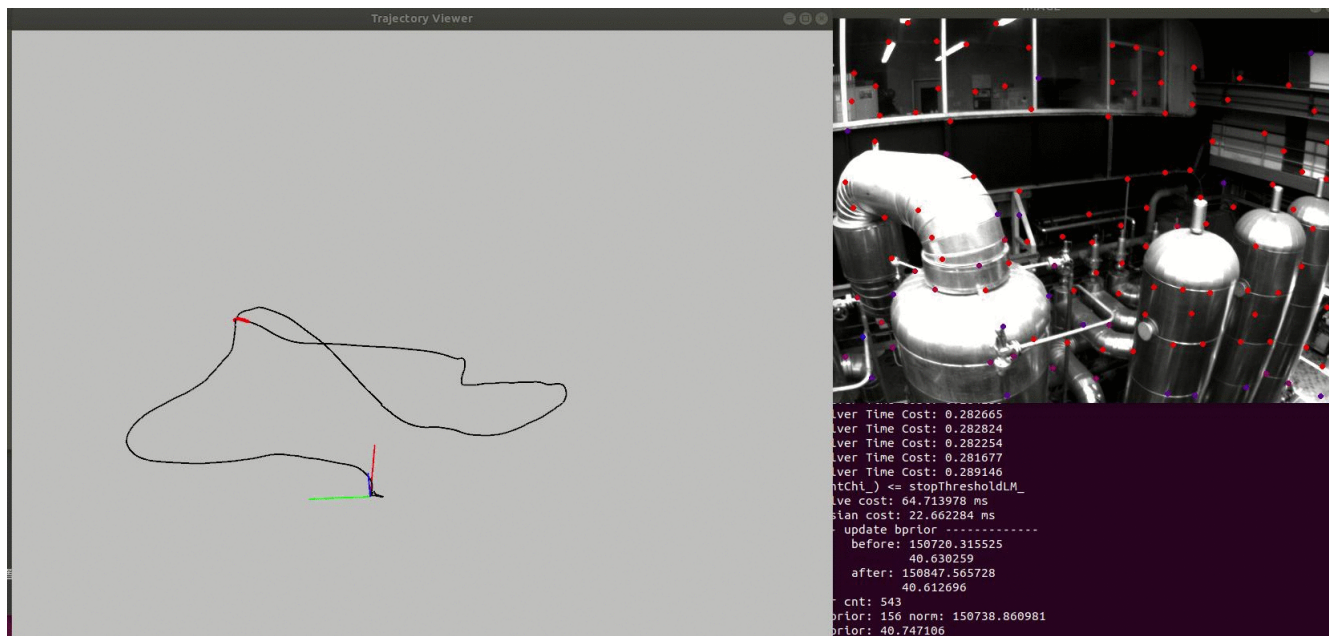 Trajectory Viewer
IMAGE
lver Time Cost: 0.282665
lver Time Cost: 0.282824
lver Time Cost: 0.282254
lver Time Cost: 0.281677
lver Time Cost: 0.289146
ntChi_) <= stopThresholdLM_
lve cost: 64.713978 ms
sian cost: 22.662284 ms
- update bprior -------------
before: 150720.315525
40.630259
after: 150847.565728
40.612696
r cnt: 543
prior: 156 norm: 150738.860981
prior: 40.747106